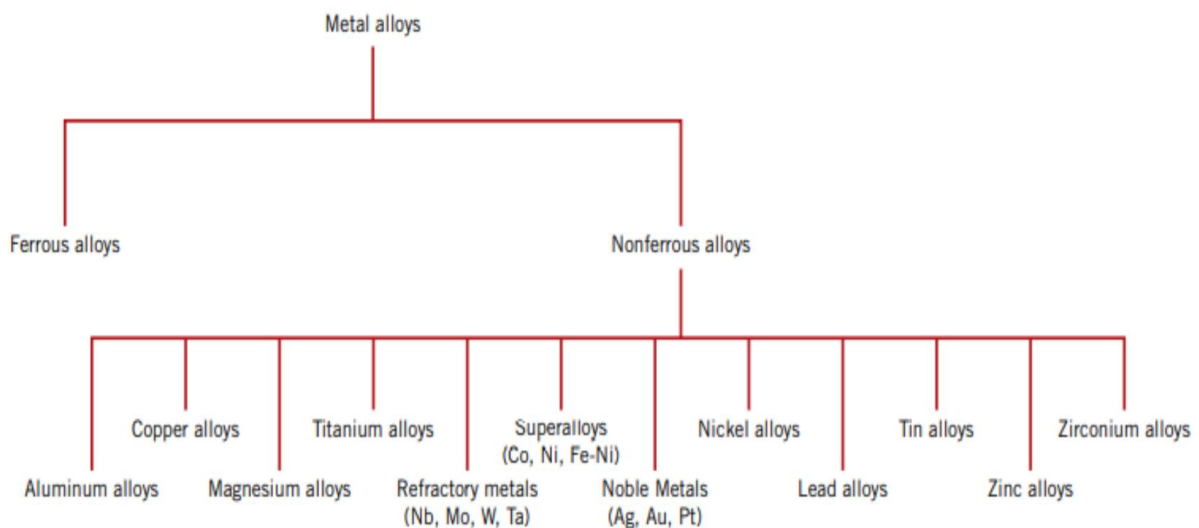 Metal alloys
Ferrous alloys
Nonferrous alloys
Copper alloys
Titanium alloys
Superalloys
(Co, Ni, Fe-Ni)
Nickel alloys
Tin alloys
Zirconium alloys
Aluminum alloys
Magnesium alloys
Refractory metals
(Nb, Mo, W, Ta)
Noble Metals
(Ag, Au, Pt)
Lead alloys
Zinc alloys